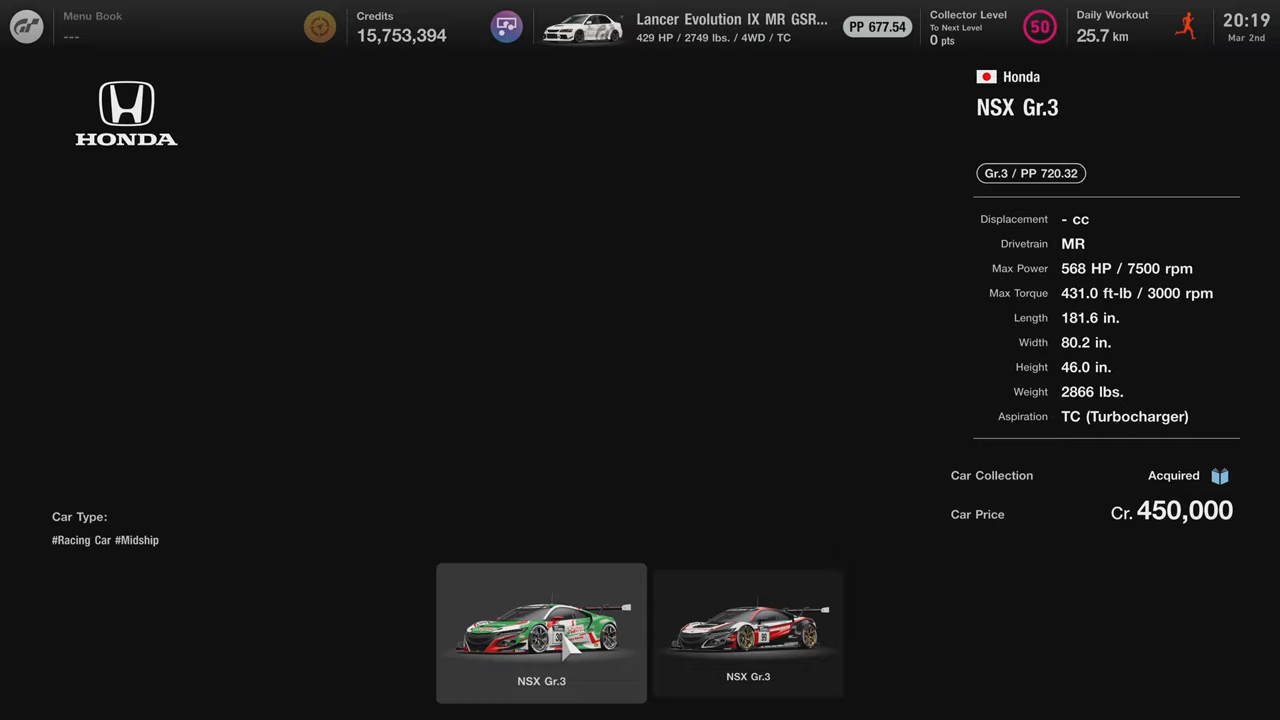 GT
Menu Book
---
Credits
15,753,394
Lancer Evolution IX MR GSR...
429 HP / 2749 lbs. / 4WD / TC
PP 677.54
Collector Level
To Next Level
0 pts
50
Daily Workout
25.7 km
20:19
Mar 2nd
HONDA
Honda
NSX Gr.3
Gr.3 / PP 720.32
Displacement - cc
Drivetrain MR
Max Power 568 HP / 7500 rpm
Max Torque 431.0 ft-lb / 3000 rpm
Length 181.6 in.
Width 80.2 in.
Height 46.0 in.
Weight 2866 lbs.
Aspiration TC (Turbocharger)
Car Collection Acquired
Car Price Cr. 450,000
Car Type:
#Racing Car #Midship
NSX Gr.3
NSX Gr.3